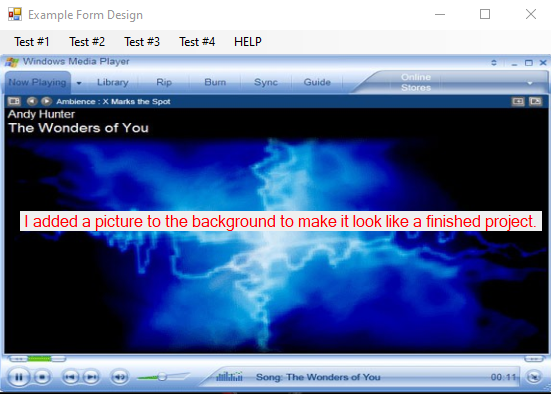 Example Form Design
Test #1 Test #2 Test #3 Test #4 HELP
Windows Media Player
Now Playing Library Rip Burn Sync Guide Online Stores
Ambience : X Marks the Spot
Andy Hunter
The Wonders of You
I added a picture to the background to make it look like a finished project.
Song: The Wonders of You 00:11